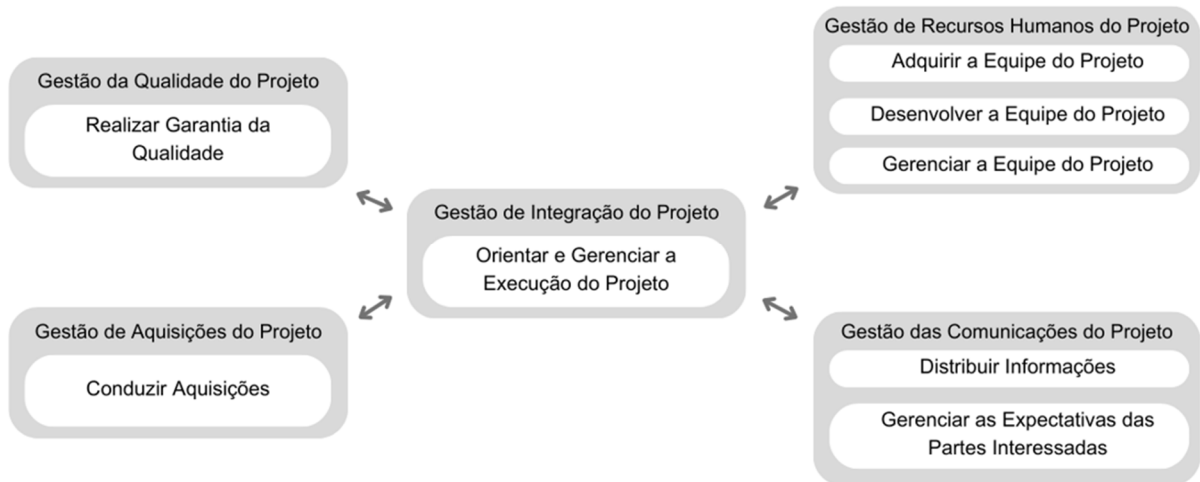 Gestão da Qualidade do Projeto
Realizar Garantia da
Qualidade
Gestão de Aquisições do Projeto
Conduzir Aquisições
Gestão de Integração do Projeto
Orientar e Gerenciar a
Execução do Projeto
Gestão de Recursos Humanos do Projeto
Adquirir a Equipe do Projeto
Desenvolver a Equipe do Projeto
Gerenciar a Equipe do Projeto
Gestão das Comunicações do Projeto
Distribuir Informações
Gerenciar as Expectativas das
Partes Interessadas